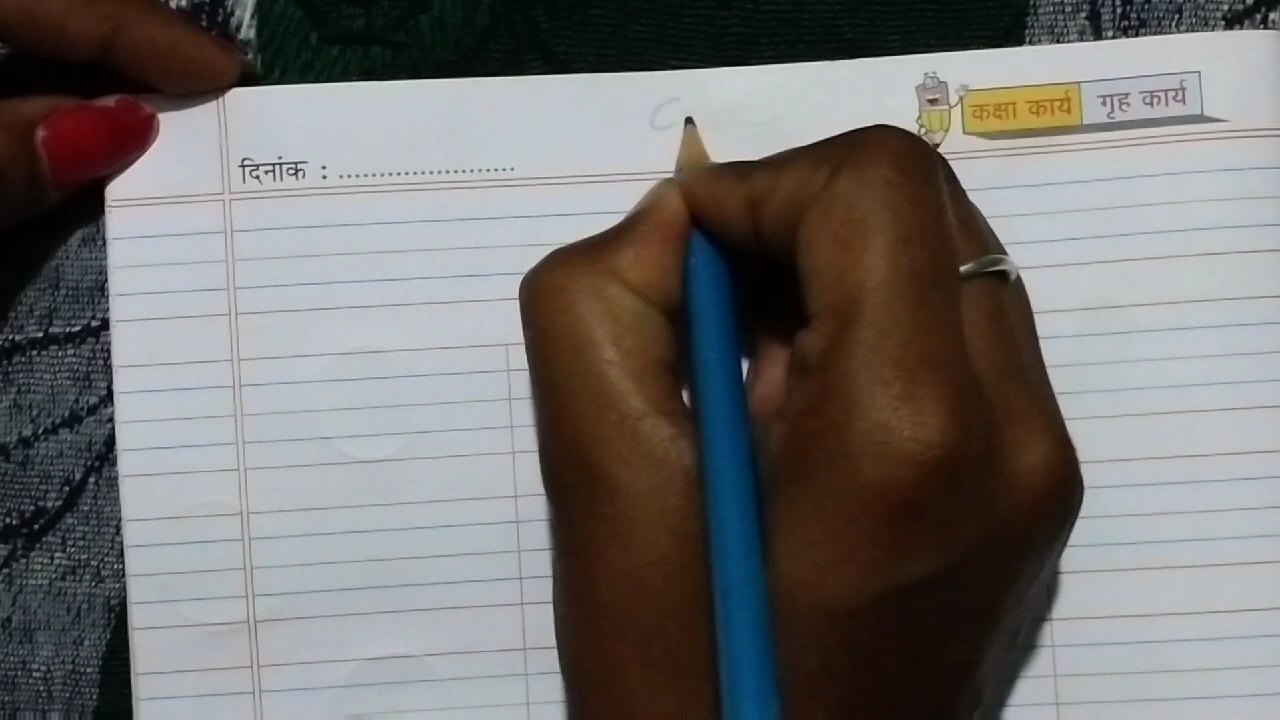 कक्षा कार्य गृह कार्य
दिनांक : .....................
C